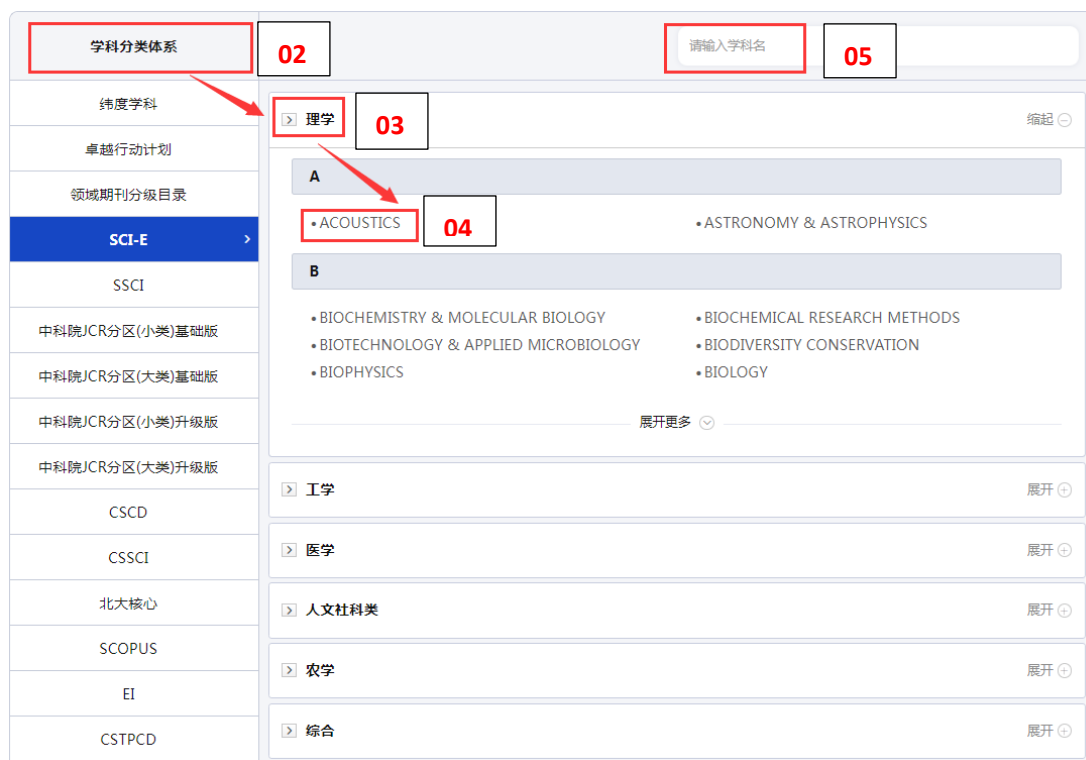 学科分类体系
02
请输入学科名
05
纬度学科
卓越行动计划
领域期刊分级目录
SCI-E
SSCI
中科院JCR分区(小类)基础版
中科院JCR分区(大类)基础版
中科院JCR分区(小类)升级版
中科院JCR分区(大类)升级版
CSCD
CSSCI
北大核心
SCOPUS
EI
CSTPCD
理学
03
缩起
A
• ACOUSTICS
04
• ASTRONOMY & ASTROPHYSICS
B
• BIOCHEMISTRY & MOLECULAR BIOLOGY
• BIOCHEMICAL RESEARCH METHODS
• BIOTECHNOLOGY & APPLIED MICROBIOLOGY
• BIODIVERSITY CONSERVATION
• BIOPHYSICS
• BIOLOGY
展开更多
工学
展开
医学
展开
人文社科类
展开
农学
展开
综合
展开